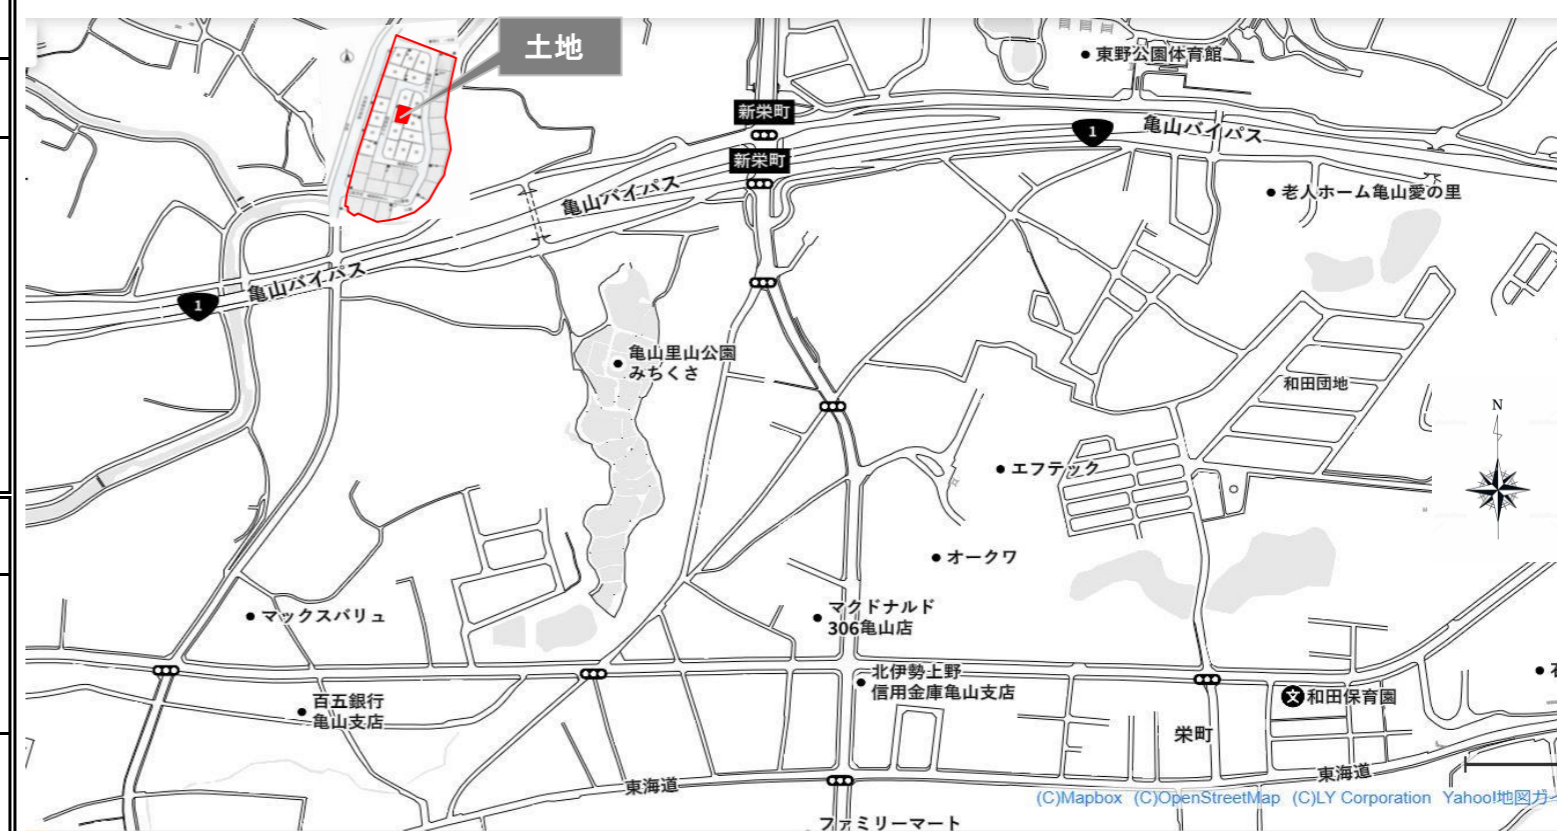 土地
東野公園体育館
新栄町
1
亀山バイパス
新栄町
亀山バイパス
老人ホーム亀山愛の里
亀山バイパス
1
亀山里山公園
みちくさ
和田団地
N
エフテック
オークワ
マックスバリュ
マクドナルド
306亀山店
北伊勢上野
信用金庫亀山支店
百五銀行
亀山支店
文
和田保育園
栄町
東海道
東海道
(C)Mapbox (C)OpenStreetMap (C)LY Corporation Yahoo!地図ガ
ファミリーマート